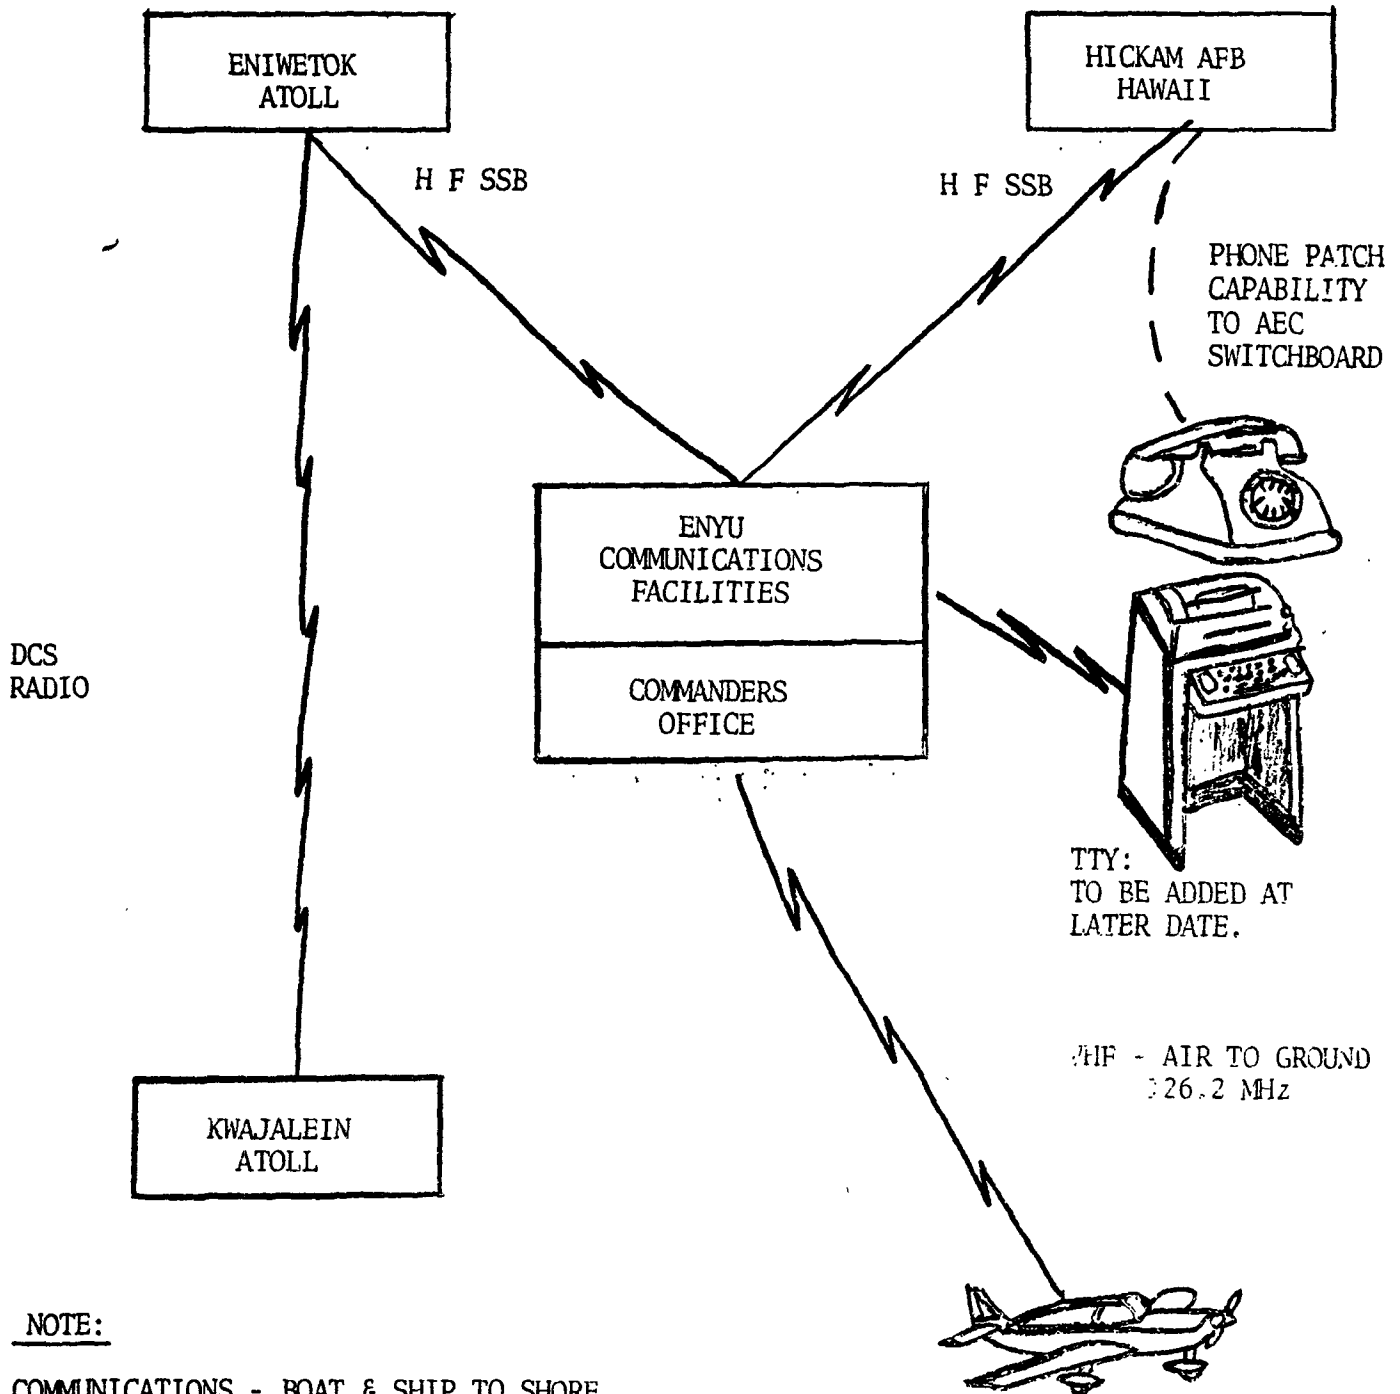 ENIWETOK
ATOLL
HICKAM AFB
HAWAII
H F SSB
H F SSB
PHONE PATCH
CAPABILITY
TO AEC
SWITCHBOARD
ENYU
COMMUNICATIONS
FACILITIES
COMMANDERS
OFFICE
DCS
RADIO
TTY:
TO BE ADDED AT
LATER DATE.
- AIR TO GROUND
MHz
KWAJALEIN
ATOLL
NOTE:
COMMUNICATIONS - BOAT & SHIP TO SHORE